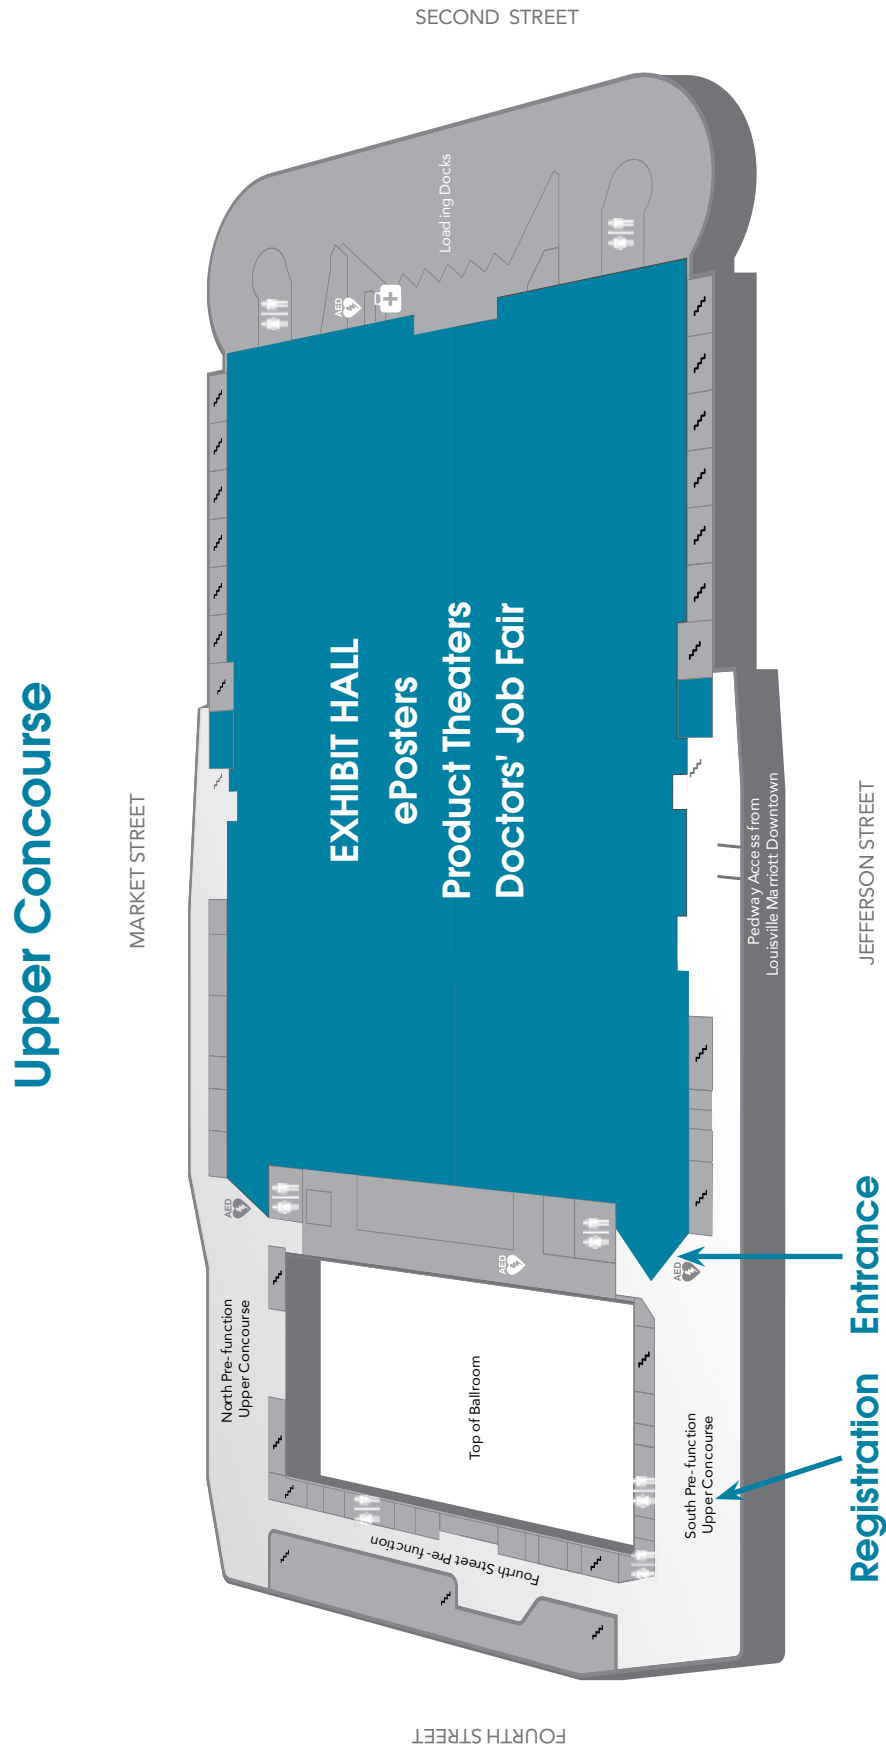 Upper Concourse
SECOND STREET
MARKET STREET
JEFFERSON STREET
FOURTH STREET
Loading Docks
AED
EXHIBIT HALL
ePosters
Product Theaters
Doctors' Job Fair
Pedway Access from
Louisville Marriott Downtown
AED
AED
AED
North Pre-function
Upper Concourse
Top of Ballroom
South Pre-function
Upper Concourse
Fourth Street Pre-function
Registration
Entrance